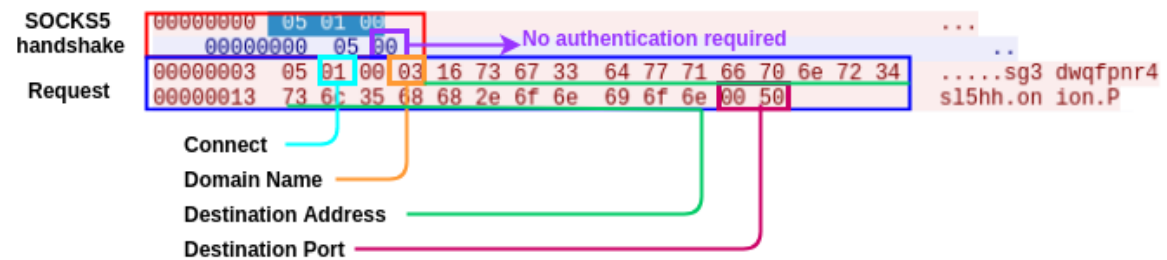 SOCKS5
handshake
00000000 05 01 00 ...
00000000 05 00 ..
No authentication required
Request
00000003 05 01 00 03 16 73 67 33 64 77 71 66 70 6e 72 34 .....sg3 dwqfpnr4
00000013 73 6c 35 68 68 2e 6f 6e 69 6f 6e 00 50 sl5hh.on ion.P
Connect
Domain Name
Destination Address
Destination Port